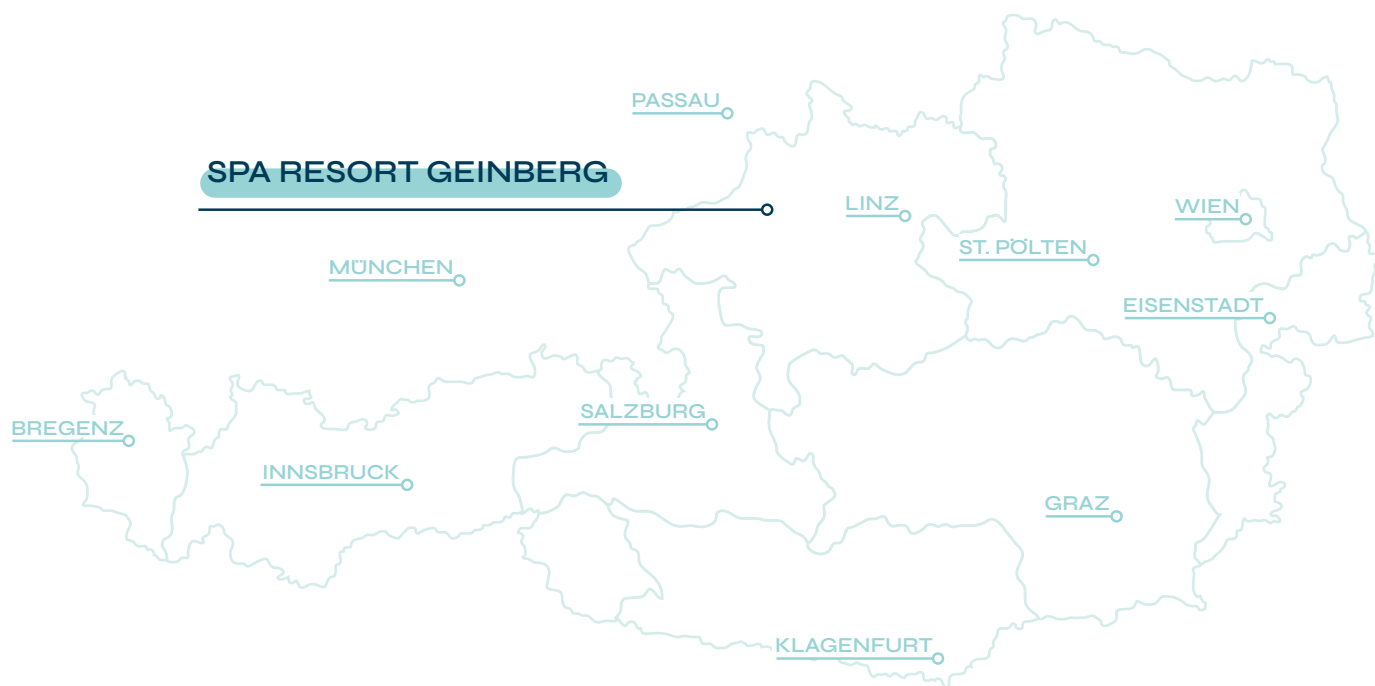 PASSAU
SPA RESORT GEINBERG
LINZ
WIEN
ST. PÖLTEN
MÜNCHEN
EISENSTADT
SALZBURG
BREGENZ
INNSBRUCK
GRAZ
KLAGENFURT